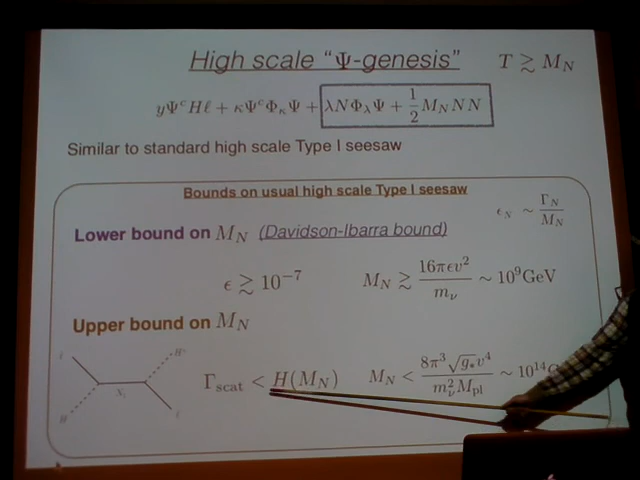 High scale “Ψ-genesis”
T ≳ M_N
yΨ^c Hℓ + κΨ^c Φ_κ Ψ + λNΦ_λ Ψ + 1/2 M_N NN
Similar to standard high scale Type I seesaw
Bounds on usual high scale Type I seesaw
ϵ_N ~ Γ_N/M_N
Lower bound on M_N (Davidson-Ibarra bound)
ϵ ≳ 10^-7
M_N ≳ 16πϵv^2/m_ν ~ 10^9 GeV
Upper bound on M_N
Γ_scat < H(M_N)
M_N < 8π^3 √g_* v^4/m_ν^2 M_pl ~ 10^14